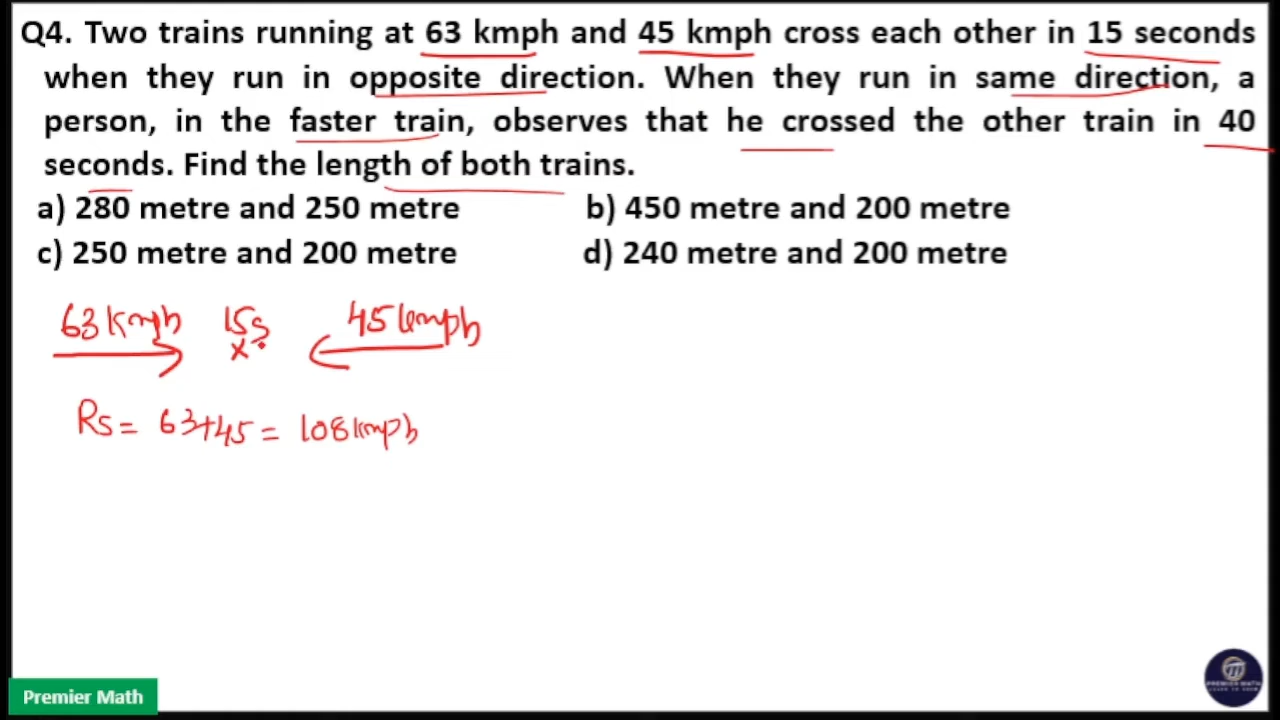 Q4. Two trains running at 63 kmph and 45 kmph cross each other in 15 seconds
when they run in opposite direction. When they run in same direction, a
person, in the faster train, observes that he crossed the other train in 40
seconds. Find the length of both trains.
a) 280 metre and 250 metre b) 450 metre and 200 metre
c) 250 metre and 200 metre d) 240 metre and 200 metre
63 kmph 15s 45 kmph
x
Rs = 63+45 = 108 kmph
Premier Math
PREMIER MATH